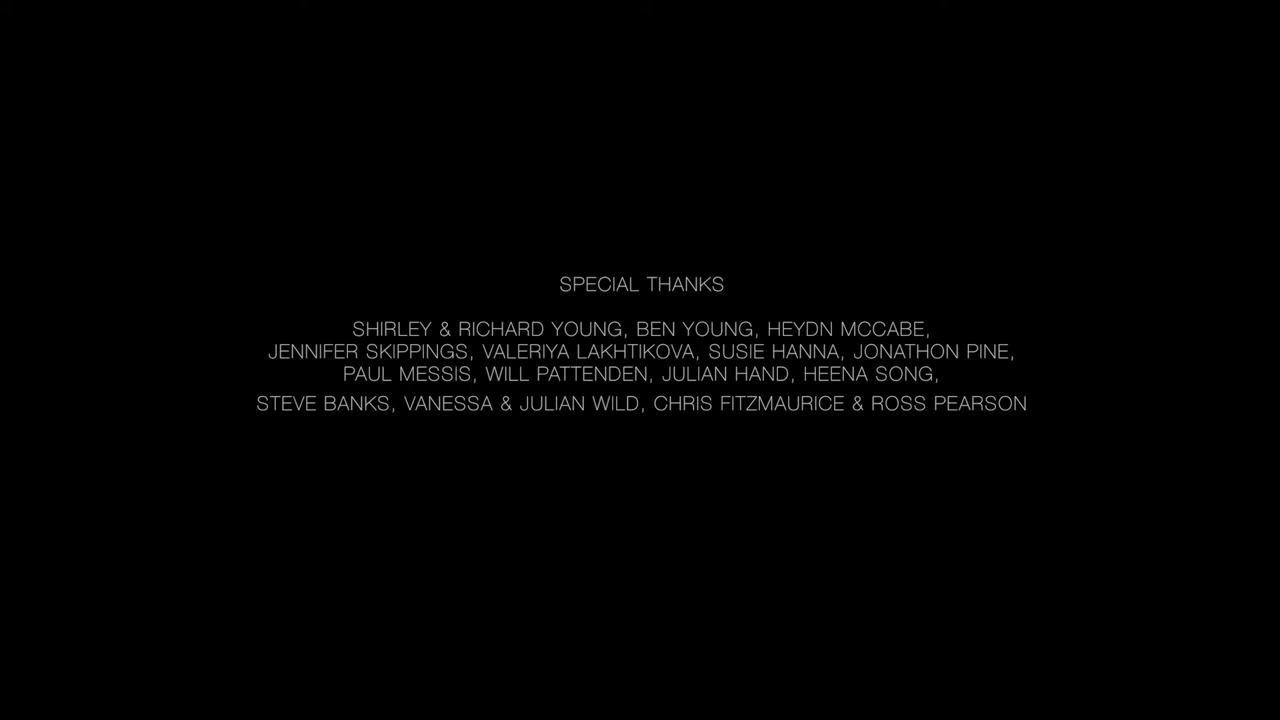 SPECIAL THANKS
SHIRLEY & RICHARD YOUNG, BEN YOUNG, HEYDN MCCABE,
JENNIFER SKIPPINGS, VALERIYA LAKHTIKOVA, SUSIE HANNA, JONATHON PINE,
PAUL MESSIS, WILL PATTENDEN, JULIAN HAND, HEENA SONG,
STEVE BANKS, VANESSA & JULIAN WILD, CHRIS FITZMAURICE & ROSS PEARSON